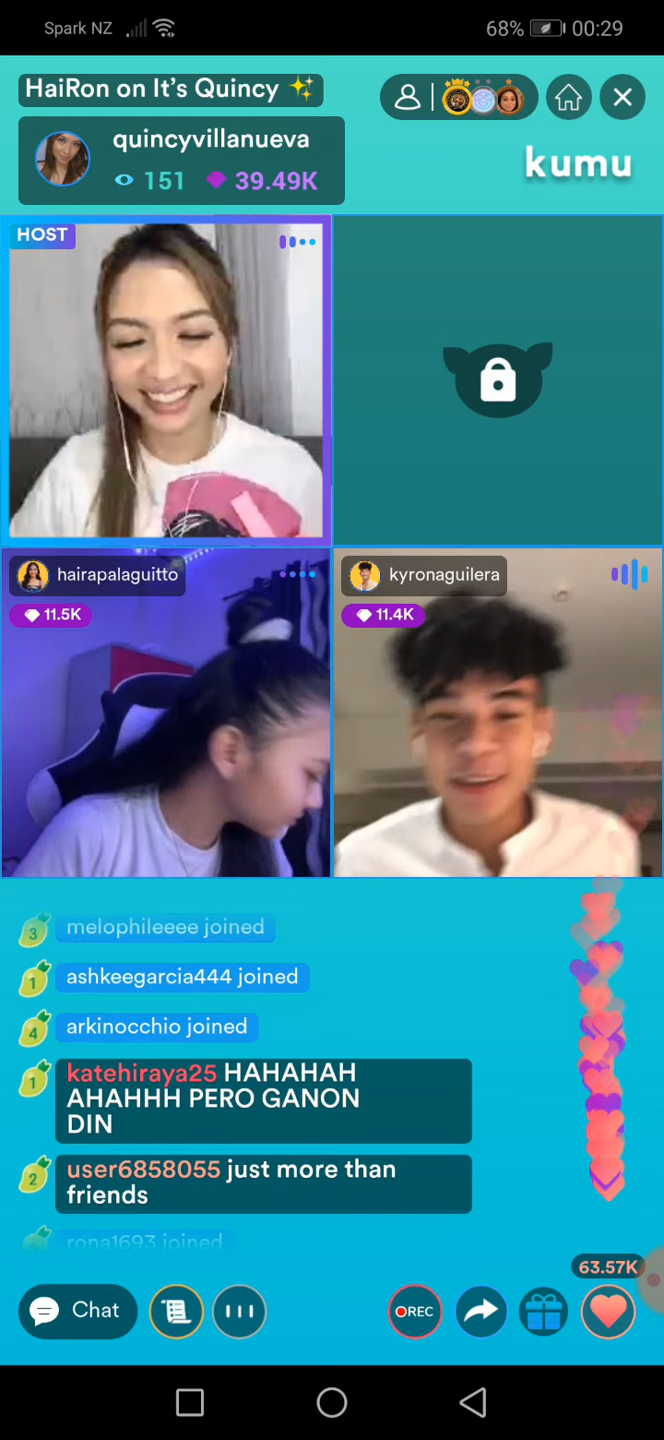 Spark NZ
68% 00:29
HaiRon on It's Quincy ✨
quincyvillanueva
151 39.49K
kumu
HOST
hairapalaguitto
11.5K
kyronaguilera
11.4K
3 melophileeee joined
1 ashkeegarcia444 joined
4 arkinocchio joined
1 katehiraya25 HAHAHAH
AHAHHH PERO GANON
DIN
2 user6858055 just more than
friends
rona1693 joined
63.57K
Chat
REC